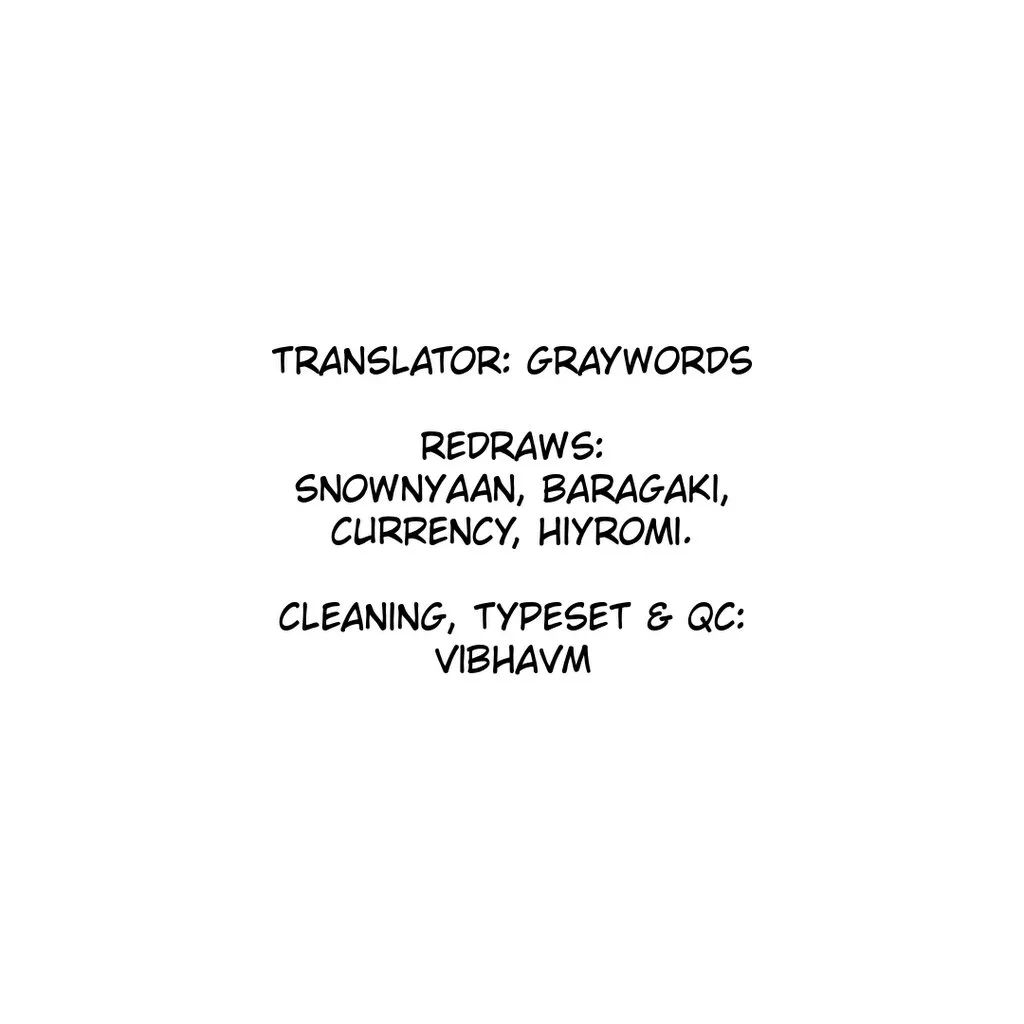 TRANSLATOR: GRAYWORDS
REDRAWS:
SNOWNYAAN, BARAGAKI,
CURRENCY, HIYROMI.
CLEANING, TYPESET & QC:
VIBHAVM